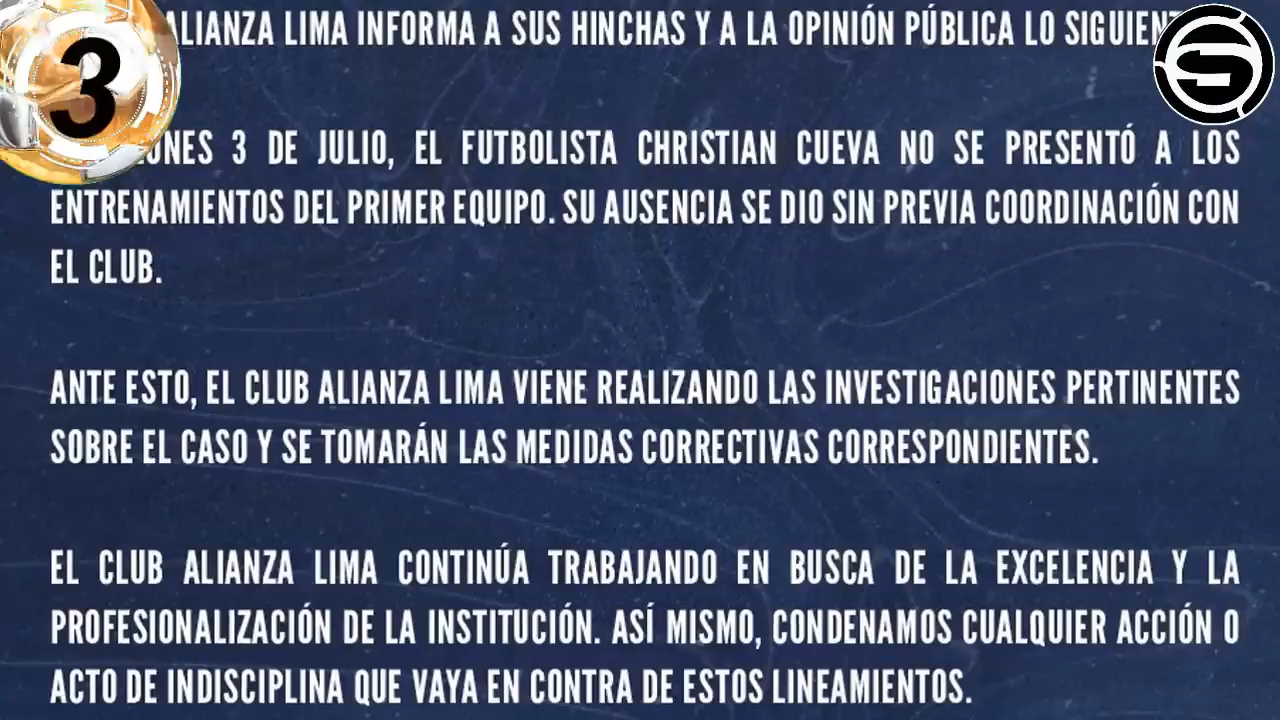 3
LIANZA LIMA INFORMA A SUS HINCHAS Y A LA OPINIÓN PÚBLICA LO SIGUIENT
UNES 3 DE JULIO, EL FUTBOLISTA CHRISTIAN CUEVA NO SE PRESENTÓ A LOS
ENTRENAMIENTOS DEL PRIMER EQUIPO. SU AUSENCIA SE DIO SIN PREVIA COORDINACIÓN CON
EL CLUB.
ANTE ESTO, EL CLUB ALIANZA LIMA VIENE REALIZANDO LAS INVESTIGACIONES PERTINENTES
SOBRE EL CASO Y SE TOMARÁN LAS MEDIDAS CORRECTIVAS CORRESPONDIENTES.
EL CLUB ALIANZA LIMA CONTINÚA TRABAJANDO EN BUSCA DE LA EXCELENCIA Y LA
PROFESIONALIZACIÓN DE LA INSTITUCIÓN. ASÍ MISMO, CONDENAMOS CUALQUIER ACCIÓN O
ACTO DE INDISCIPLINA QUE VAYA EN CONTRA DE ESTOS LINEAMIENTOS.